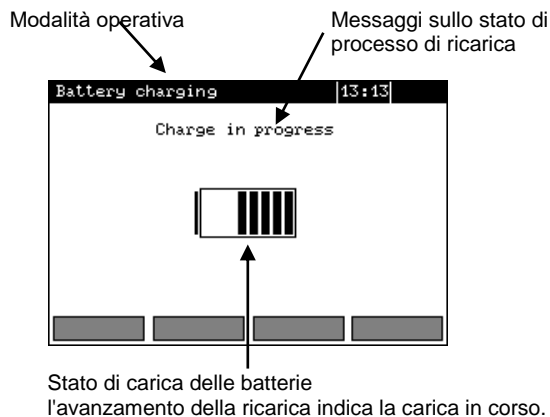 Modalità operativa
Messaggi sullo stato di
processo di ricarica
Battery charging 13:13
Charge in progress
Stato di carica delle batterie
l'avanzamento della ricarica indica la carica in corso.